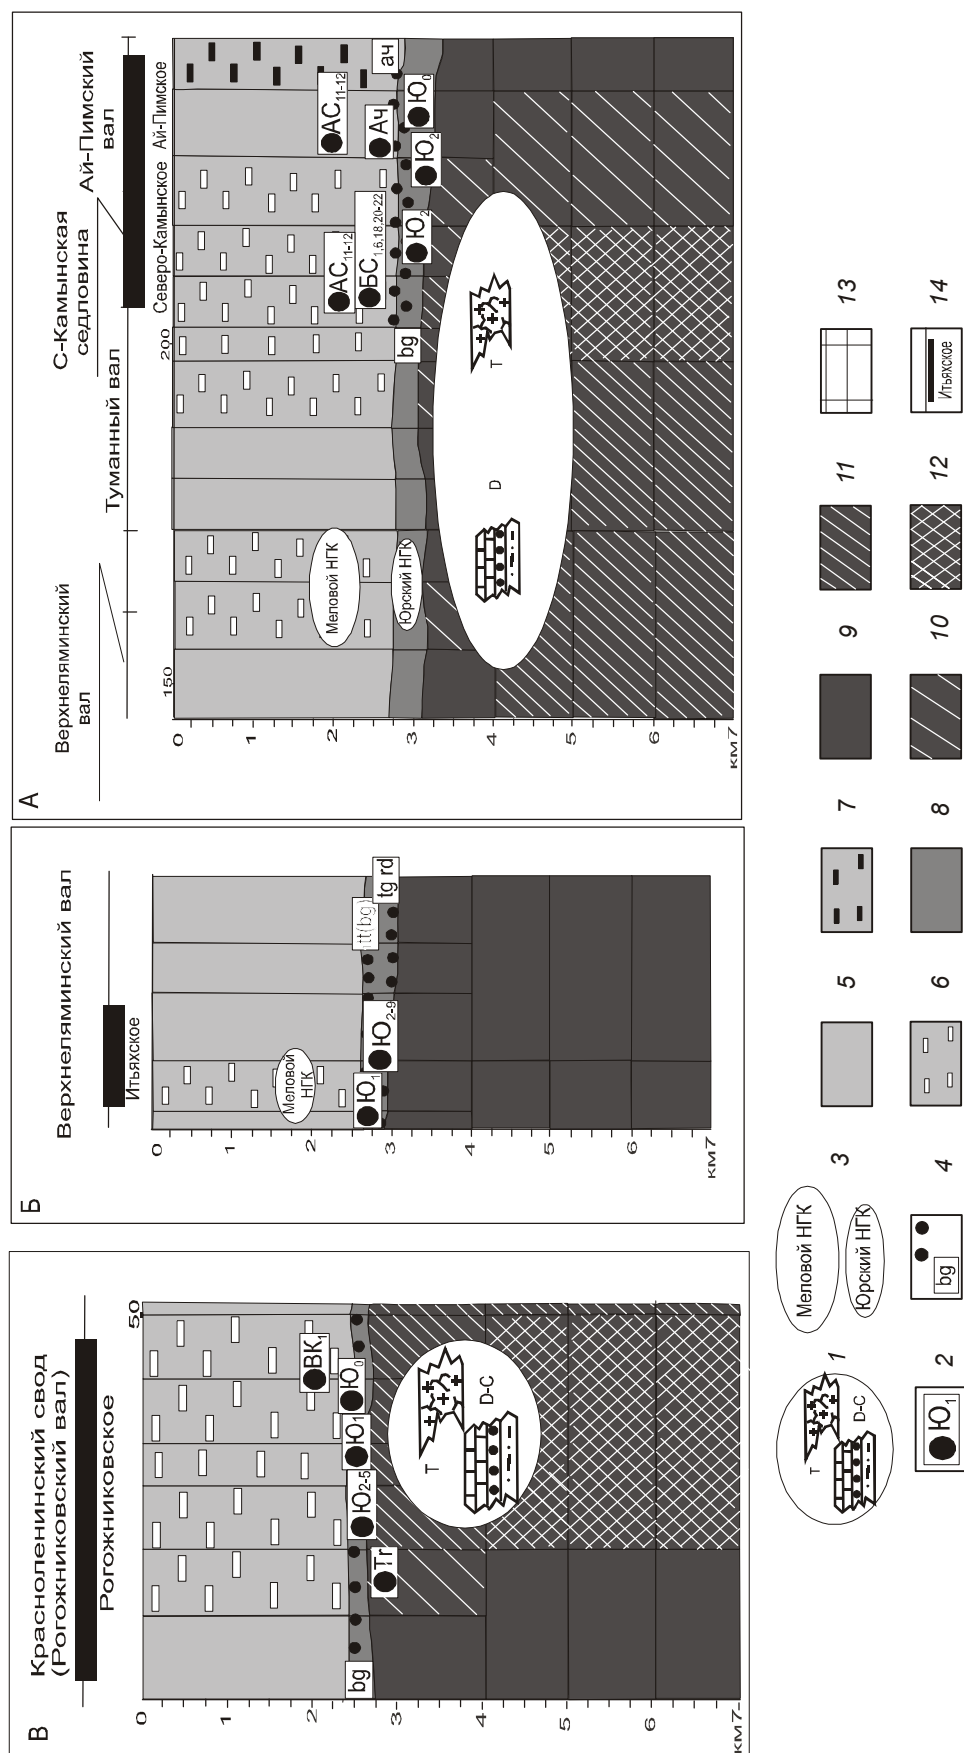 А
Верхнеляминский
вал
Туманный вал
С-Камынская
седловина
Ай-Пимский
вал
Северо-Камынское
Ай-Пимское
150
200
0
1
2
3
4
5
6
км7
Меловой НГК
Юрский НГК
bg
АС11-12
БС1,6,18,20-22
Ю2
АС11-12
Ач
Ю2
Ю0
ач
D
T
Б
Верхнеляминский вал
Итьяхское
0
1
2
3
4
5
6
км7
Меловой
НГК
Ю1
Ю2-9
tt(bg)
tg rd
В
Красноленинский свод
(Рогожниковский вал)
Рогожниковское
50
0
1
2
3
4
5
6
км7
bg
Tr
Ю2-5
Ю1
Ю0
ВК1
T
D-C
T
D-C
1
Ю1
2
Меловой НГК
Юрский НГК
3
bg
4
5
6
7
8
9
10
11
12
13
Итьяхское
14